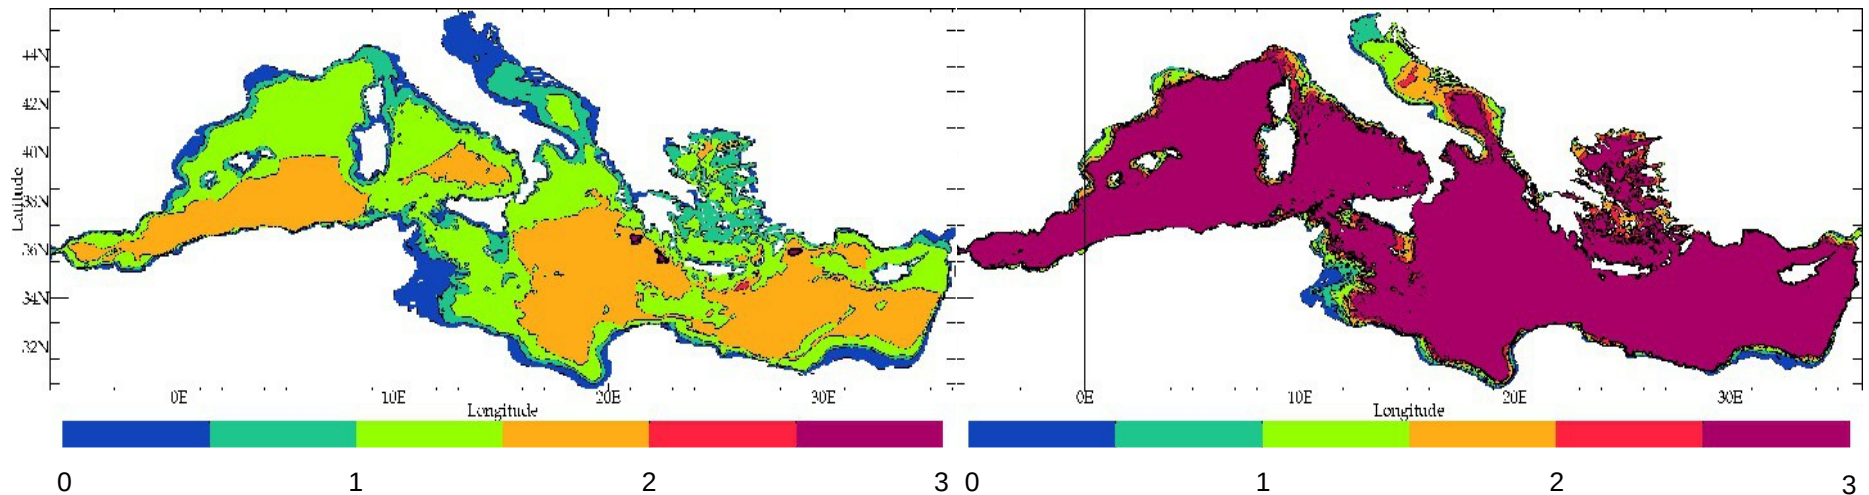 44N
42N
40N
38N
36N
34N
32N
Latitude
0E 10E 20E 30E
Longitude
0 1 2 3
0E 10E 20E 30E
Longitude
0 1 2 3